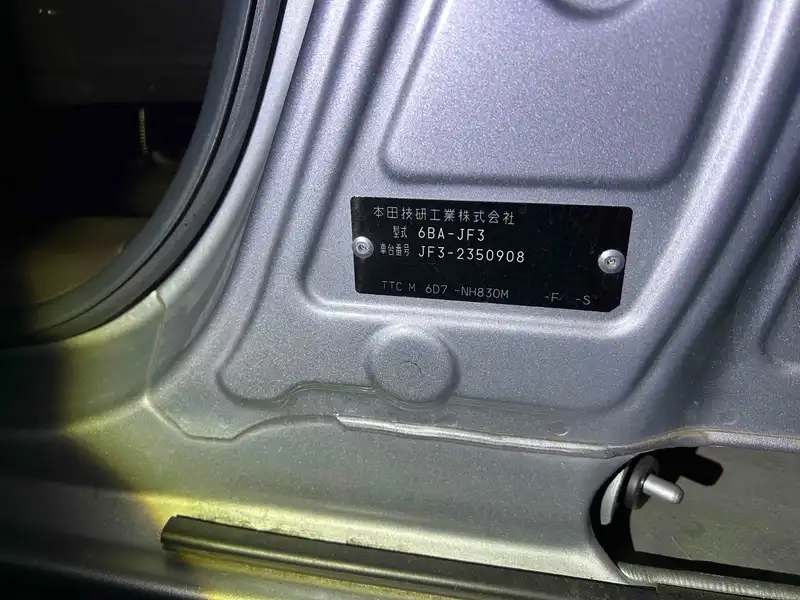 本田技研工業株式会社
型式 6BA-JF3
車台番号 JF3-2350908
TTC M 6D7 -NH830M -F -S